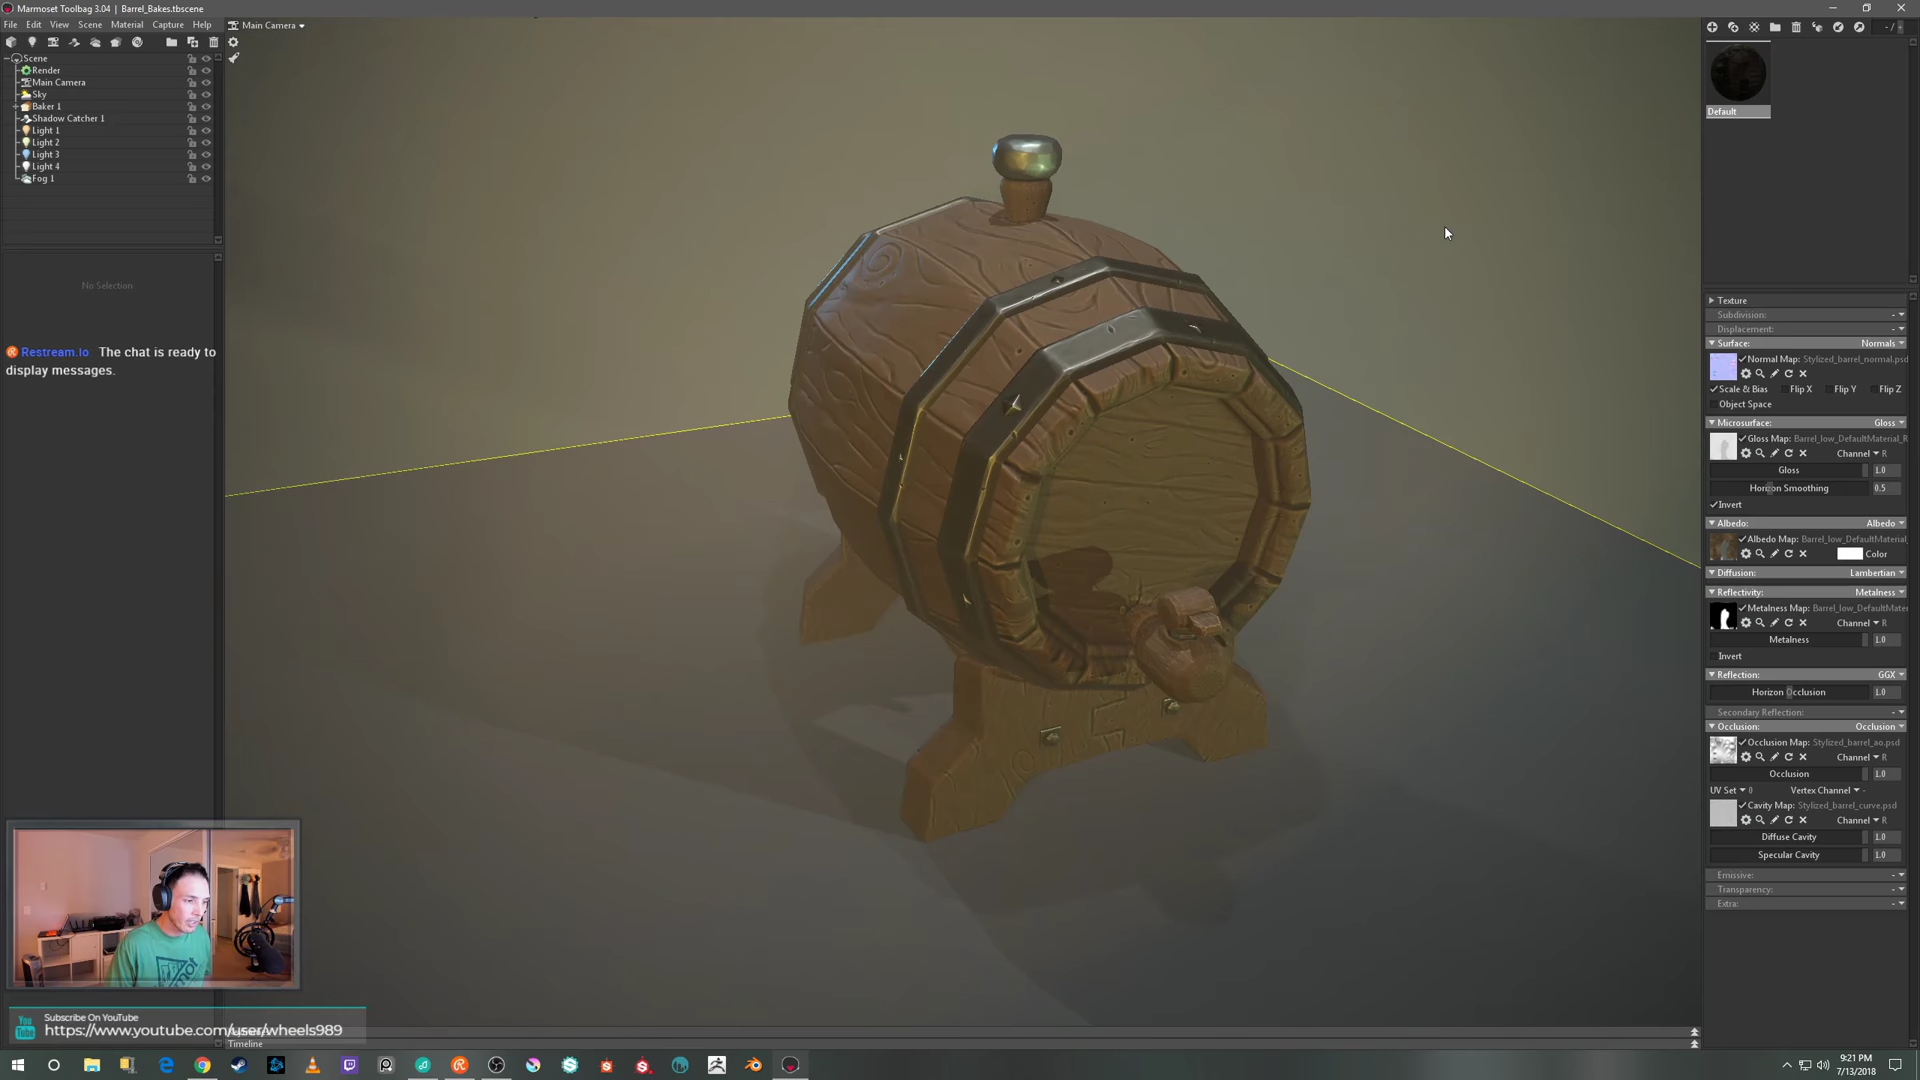 Marmoset Toolbag 3.04 | Barrel_Bakes.tbscene
File Edit View Scene Material Capture Help
Main Camera
Scene
Render
Main Camera
Sky
Baker 1
Shadow Catcher 1
Light 1
Light 2
Light 3
Light 4
Fog 1
No Selection
Restream.io The chat is ready to
display messages.
Subscribe On YouTube
https://www.youtube.com/user/wheels989
Timeline
Default
Texture
Subdivision:
Displacement:
Surface: Normals
Normal Map: Stylized_barrel_normal.psd
Scale & Bias Flip X Flip Y Flip Z
Object Space
Microsurface: Gloss
Gloss Map: Barrel_low_DefaultMaterial_R
Channel R
Gloss 1.0
Horizon Smoothing 0.5
Invert
Albedo: Albedo
Albedo Map: Barrel_low_DefaultMaterial_
Color
Diffusion: Lambertian
Reflectivity: Metalness
Metalness Map: Barrel_low_DefaultMater
Channel R
Metalness 1.0
Invert
Reflection: GGX
Horizon Occlusion 1.0
Secondary Reflection:
Occlusion: Occlusion
Occlusion Map: Stylized_barrel_ao.psd
Channel R
Occlusion 1.0
UV Set 0 Vertex Channel -
Cavity Map: Stylized_barrel_curve.psd
Channel R
Diffuse Cavity 1.0
Specular Cavity 1.0
Emissive:
Transparency:
Extra:
9:21 PM
7/13/2018